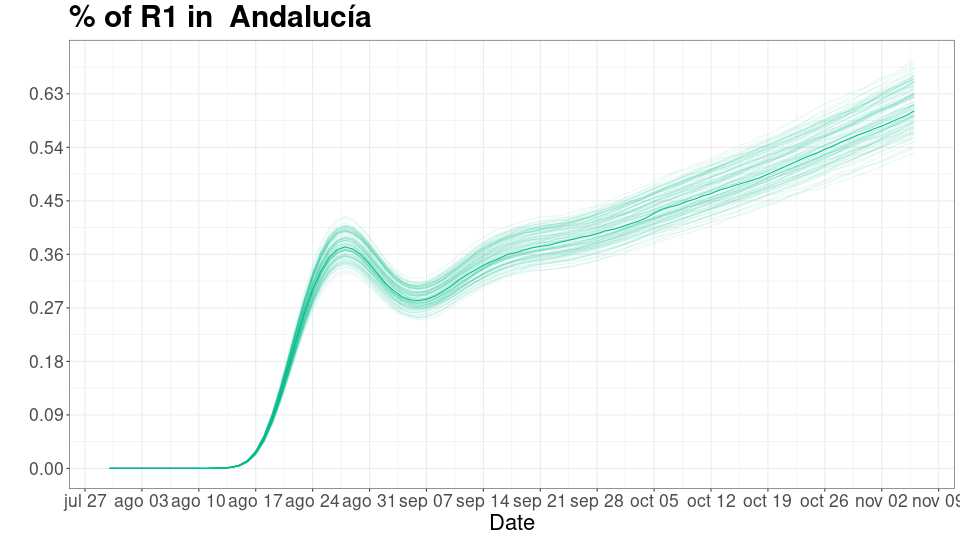 % of R1 in  Andalucía
0.63
0.54
0.45
0.36
0.27
0.18
0.09
0.00
jul 27 ago 03 ago 10 ago 17 ago 24 ago 31 sep 07 sep 14 sep 21 sep 28 oct 05 oct 12 oct 19 oct 26 nov 02 nov 09
Date